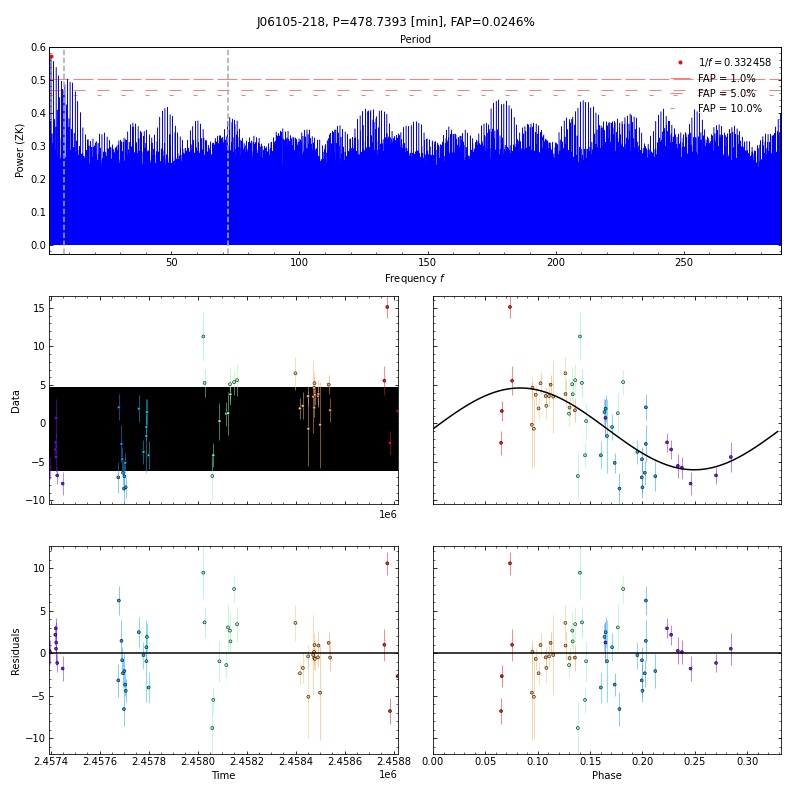 J06105-218, P=478.7393 [min], FAP=0.0246%
Period
0.6
0.5
0.4
0.3
0.2
0.1
0.0
Power (ZK)
1/f = 0.332458
FAP = 1.0%
FAP = 5.0%
FAP = 10.0%
50 100 150 200 250
Frequency f
15
10
5
0
−5
−10
Data
1e6
10
5
0
−5
−10
Residuals
2.4574 2.4576 2.4578 2.4580 2.4582 2.4584 2.4586 2.4588
Time
1e6
0.00 0.05 0.10 0.15 0.20 0.25 0.30
Phase